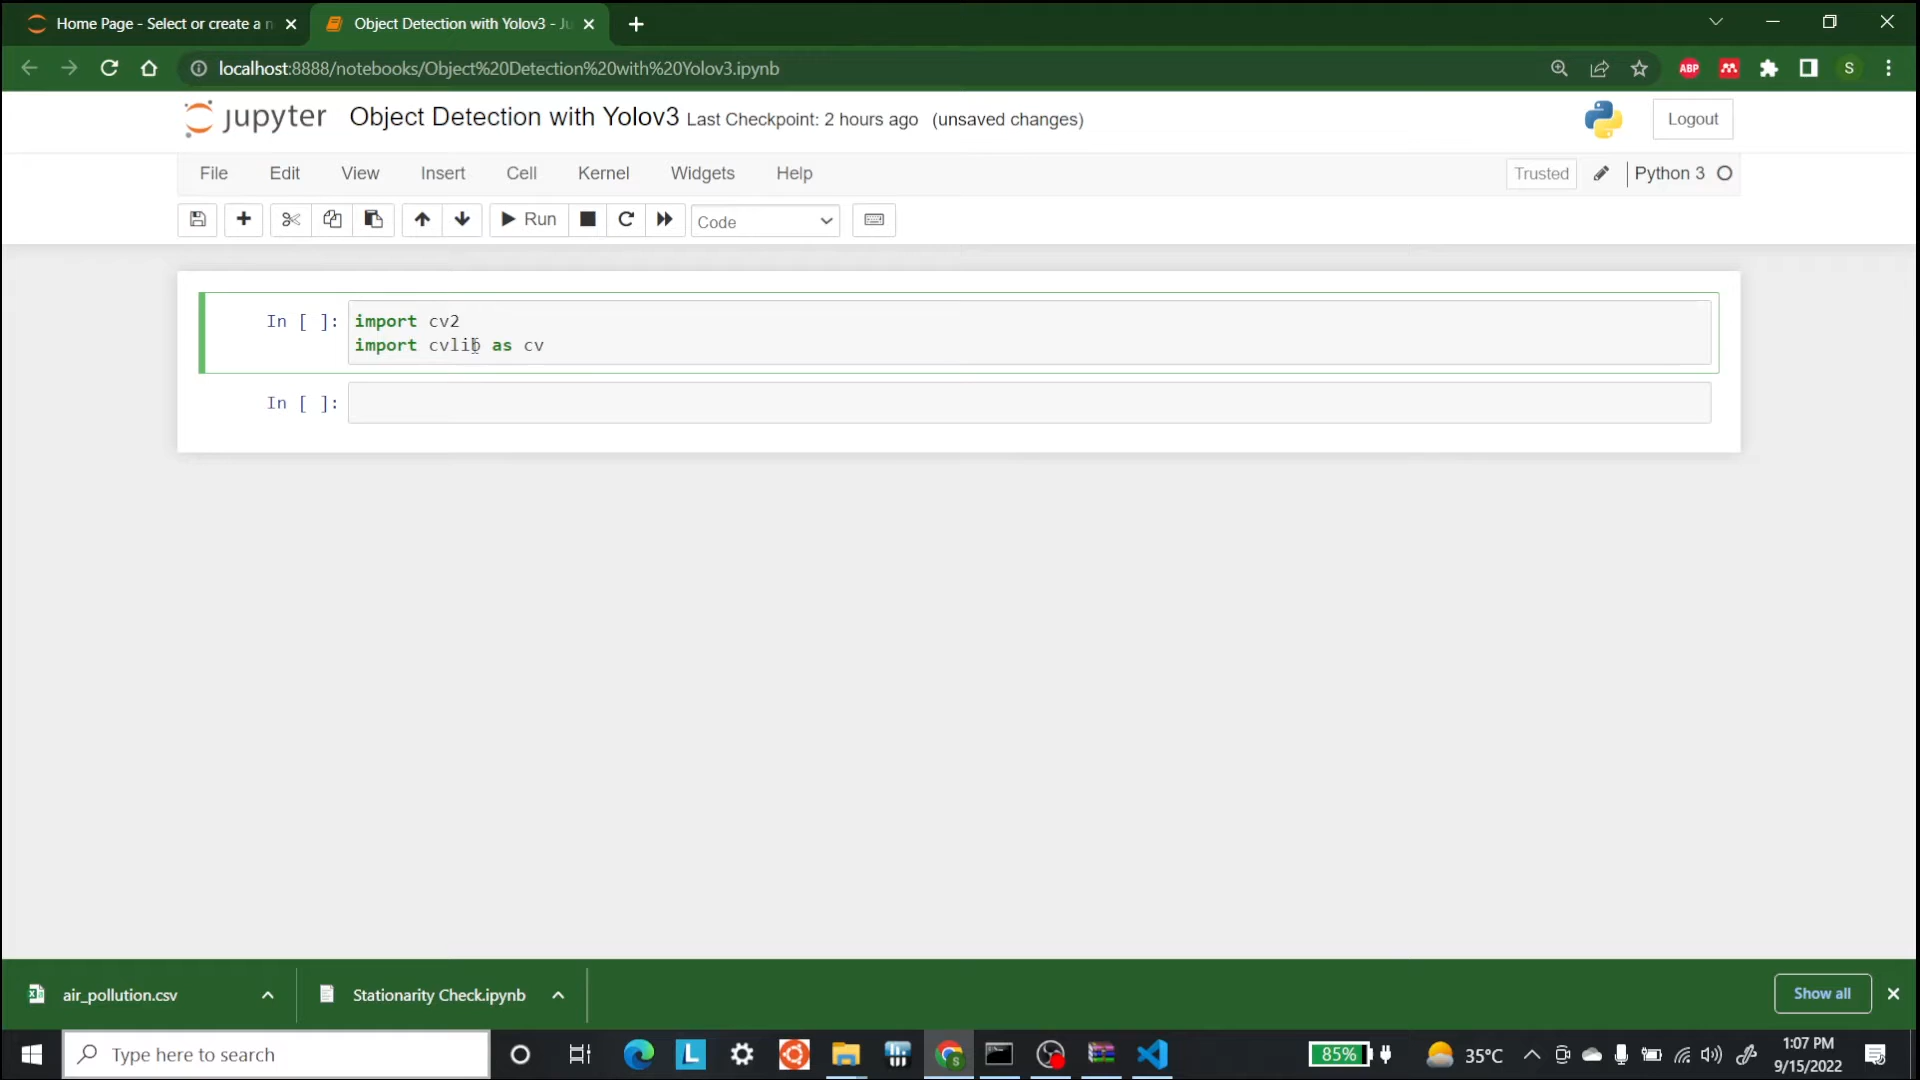 Home Page - Select or create a n
Object Detection with Yolov3 - Ju
localhost:8888/notebooks/Object%20Detection%20with%20Yolov3.ipynb
ABP
S
jupyter
Object Detection with Yolov3 Last Checkpoint: 2 hours ago (unsaved changes)
Logout
File Edit View Insert Cell Kernel Widgets Help
Trusted
Python 3
Run
Code
In [ ]: import cv2
import cvlib as cv
In [ ]:
air_pollution.csv
Stationarity Check.ipynb
Show all
Type here to search
L
S
85%
35°C
1:07 PM
9/15/2022